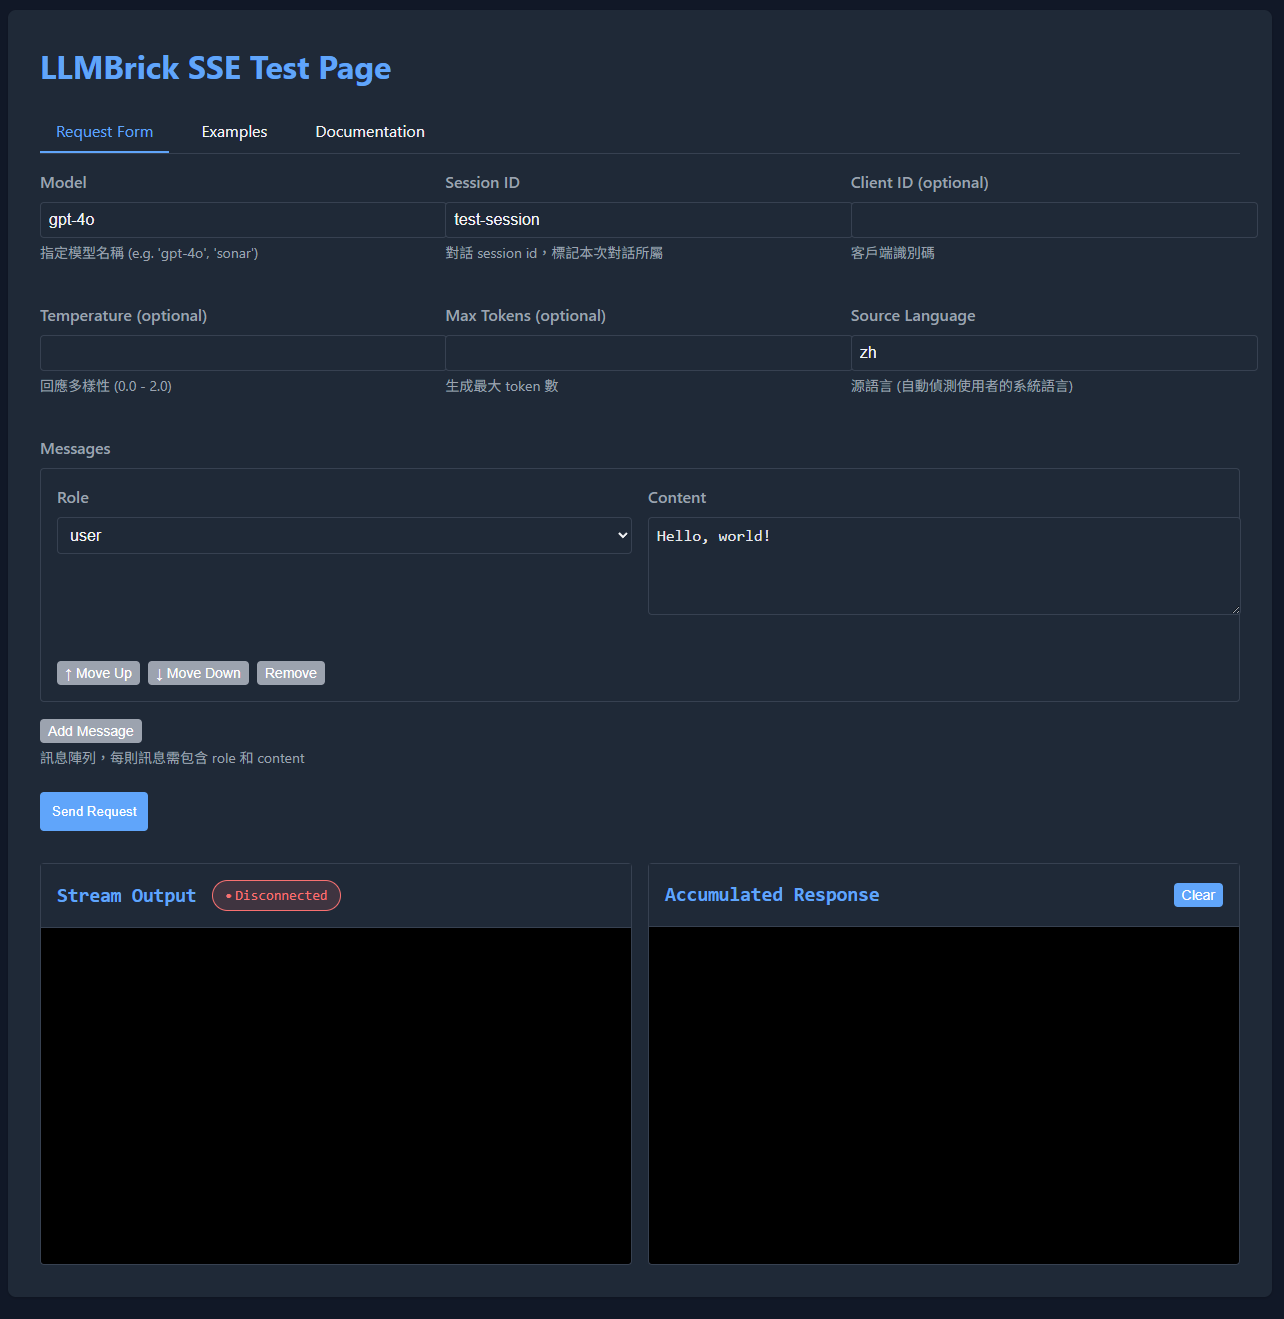 LLMBrick SSE Test Page
Request Form
Examples
Documentation
Model
Session ID
Client ID (optional)
gpt-4o
test-session
指定模型名稱 (e.g. 'gpt-4o', 'sonar')
對話 session id，標記本次對話所屬
客戶端識別碼
Temperature (optional)
Max Tokens (optional)
Source Language
zh
回應多樣性 (0.0 - 2.0)
生成最大 token 數
源語言 (自動偵測使用者的系統語言)
Messages
Role
Content
user
Hello, world!
↑ Move Up
↓ Move Down
Remove
Add Message
訊息陣列，每則訊息需包含 role 和 content
Send Request
Stream Output
• Disconnected
Accumulated Response
Clear